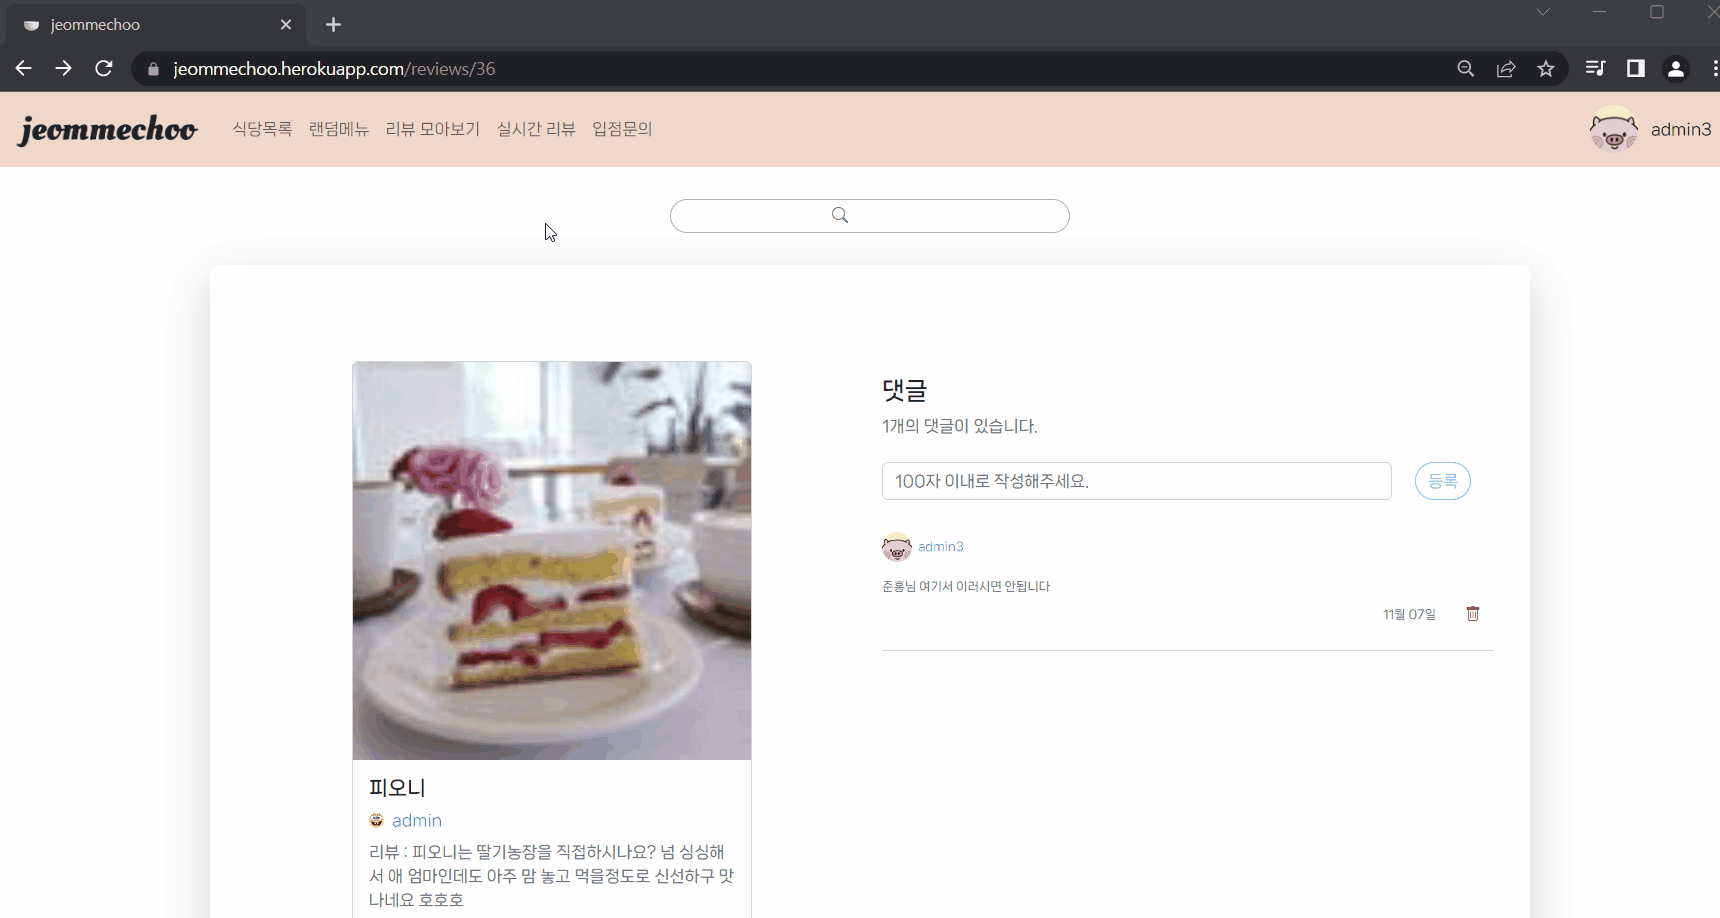 jeommechoo
jeommechoo.herokuapp.com/reviews/36
jeommechoo 식당목록 랜덤메뉴 리뷰 모아보기 실시간 리뷰 입점문의 admin3
댓글
1개의 댓글이 있습니다.
100자 이내로 작성해주세요. 등록
admin3
준홍님 여기서 이러시면 안됩니다
11월 07일
피오니
admin
리뷰 : 피오니는 딸기농장을 직접하시나요? 넘 싱싱해
서 애 엄마인데도 아주 맘 놓고 먹을정도로 신선하구 맛
나네요 호호호